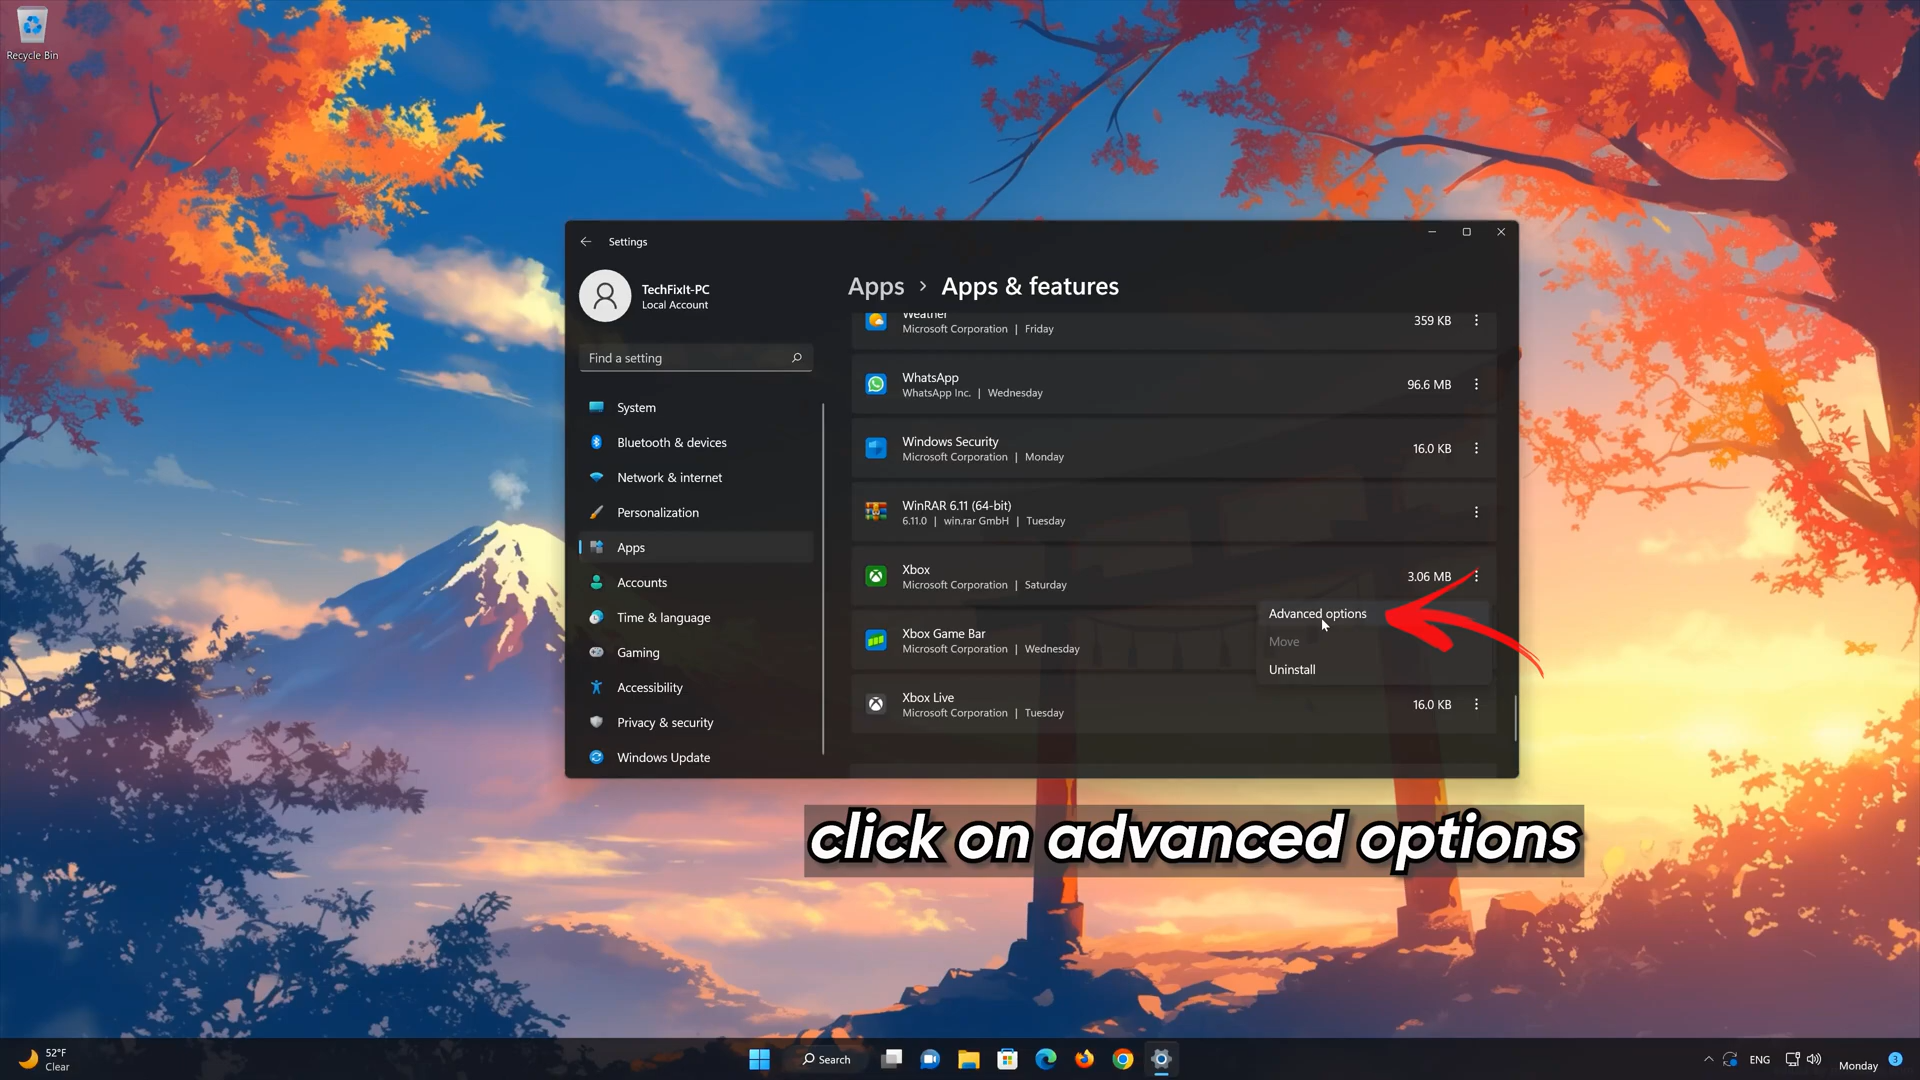 Recycle Bin
Settings
TechFixIt-PC
Local Account
Find a setting
System
Bluetooth & devices
Network & internet
Personalization
Apps
Accounts
Time & language
Gaming
Accessibility
Privacy & security
Windows Update
Apps > Apps & features
Weather
Microsoft Corporation | Friday
359 KB
WhatsApp
WhatsApp Inc. | Wednesday
96.6 MB
Windows Security
Microsoft Corporation | Monday
16.0 KB
WinRAR 6.11 (64-bit)
6.11.0 | win.rar GmbH | Tuesday
Xbox
Microsoft Corporation | Saturday
3.06 MB
Advanced options
Move
Uninstall
Xbox Game Bar
Microsoft Corporation | Wednesday
Xbox Live
Microsoft Corporation | Tuesday
16.0 KB
click on advanced options
52°F
Clear
Search
ENG
Monday
3